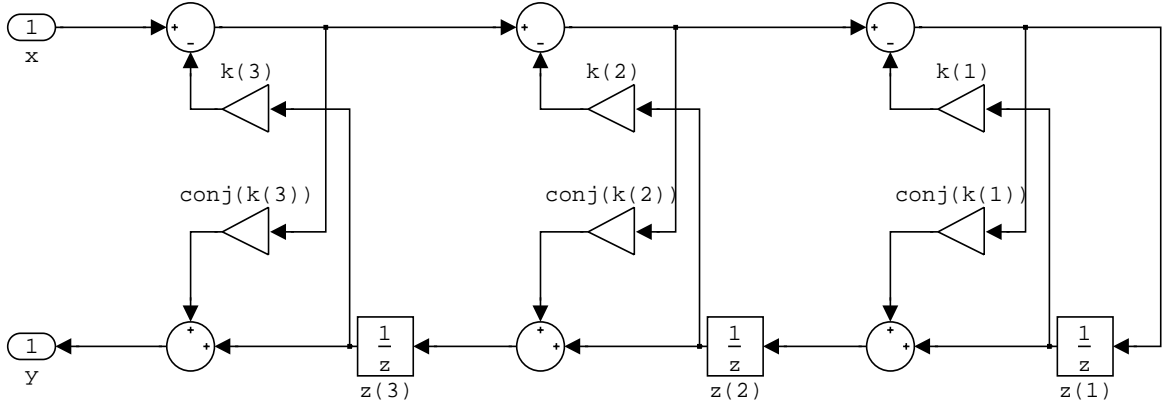 1
x
+
-
+
-
+
-
k(3)
k(2)
k(1)
conj(k(3))
conj(k(2))
conj(k(1))
1
y
+
+
1
z
z(3)
+
+
1
z
z(2)
+
+
1
z
z(1)